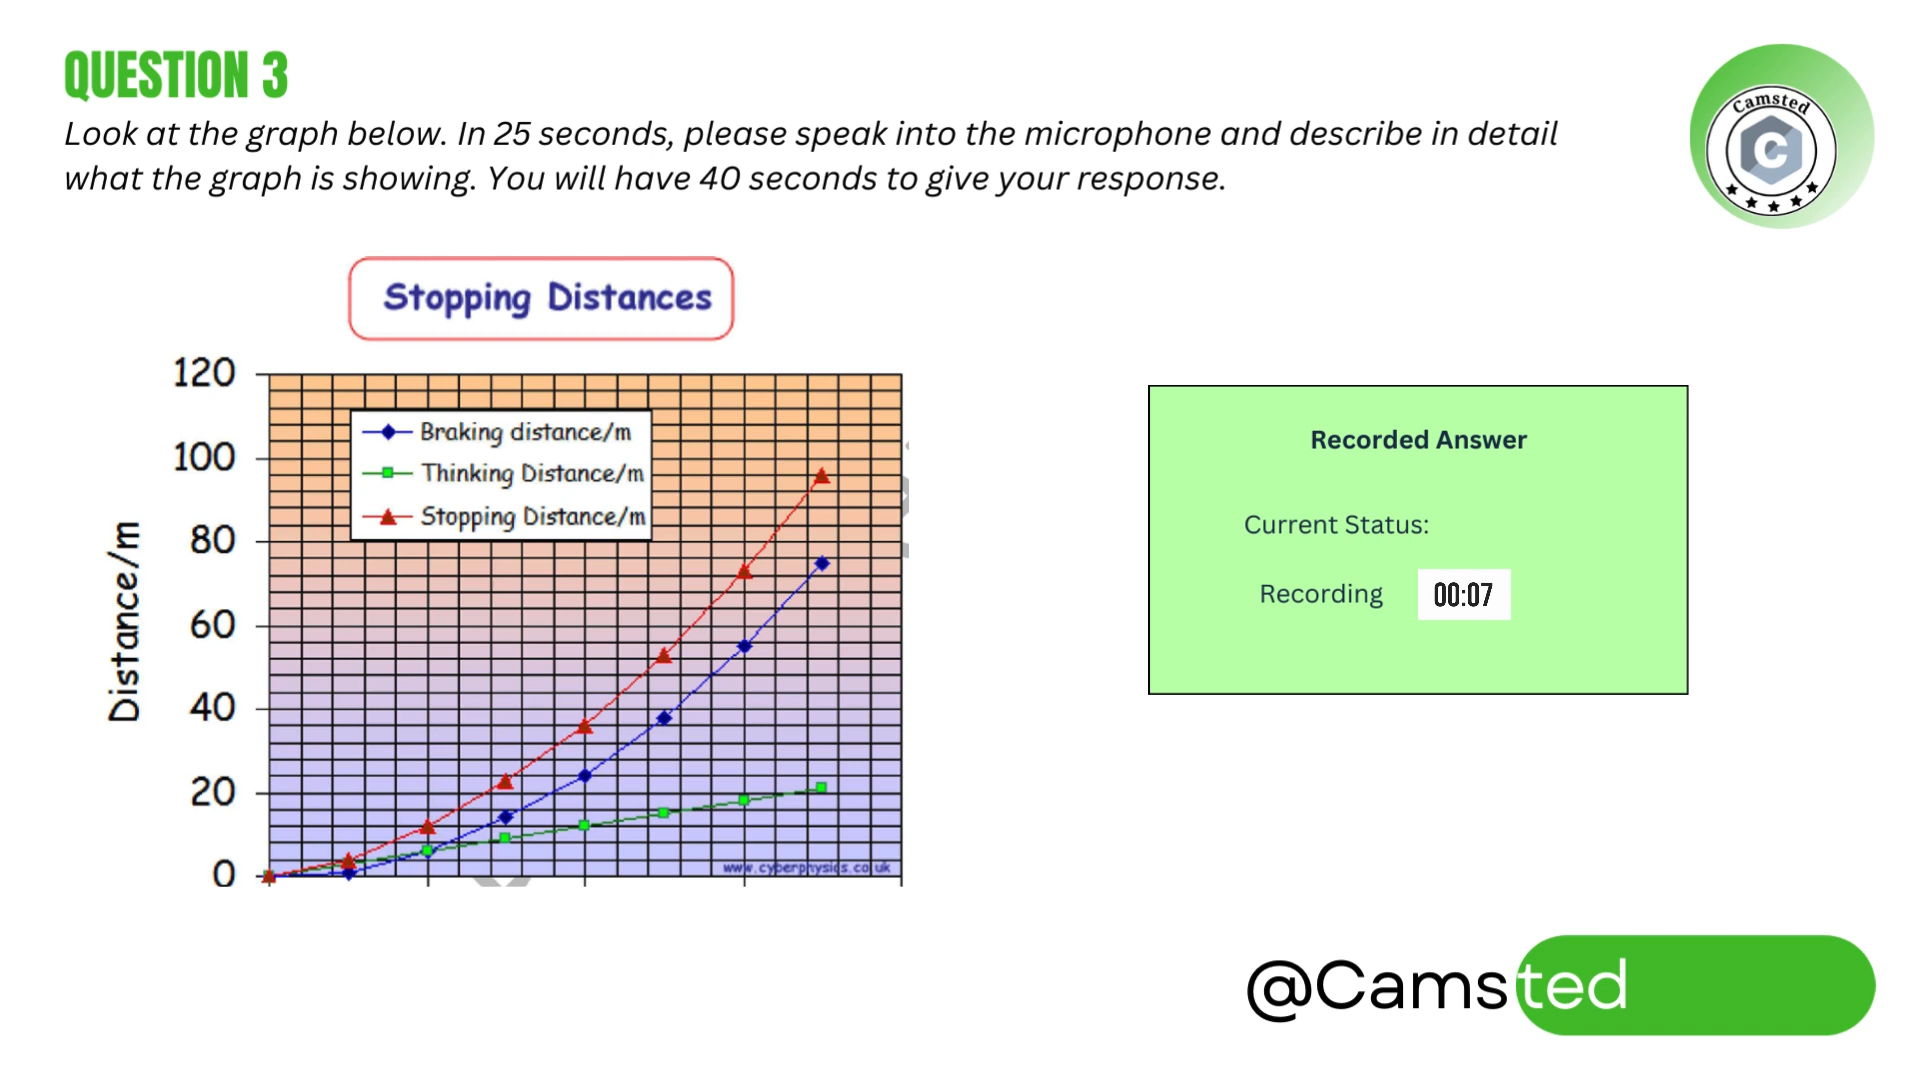 QUESTION 3
Look at the graph below. In 25 seconds, please speak into the microphone and describe in detail
what the graph is showing. You will have 40 seconds to give your response.
Camsted
C
Stopping Distances
120
100
80
60
40
20
0
Distance/m
Braking distance/m
Thinking Distance/m
Stopping Distance/m
www.cyberphysics.co.uk
Recorded Answer
Current Status:
Recording 00:07
@Camsted